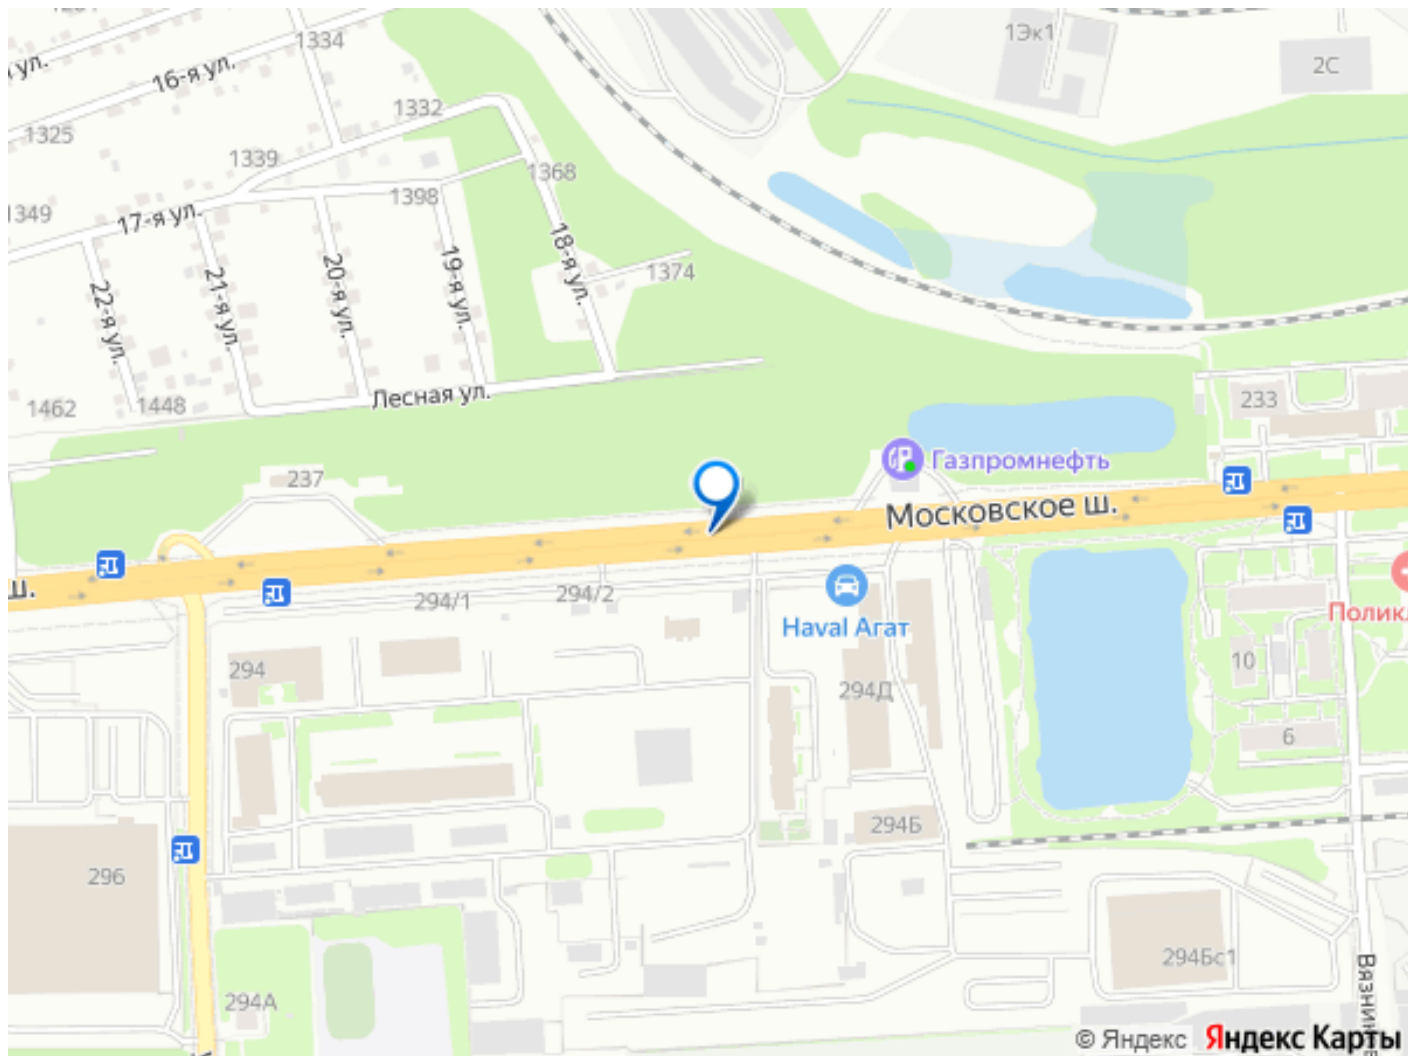 1334
1Эк1
2С
ул.
16-я ул.
1332
1325
1339
1368
1398
1349
17-я ул.
18-я ул.
1374
19-я ул.
20-я ул.
21-я ул.
22-я ул.
Лесная ул.
1462
1448
233
237
Газпромнефть
Московское ш.
ш.
294/1
294/2
Haval Агат
294
294Д
10
6
294Б
296
294Бс1
294А
© Яндекс
Яндекс Карты